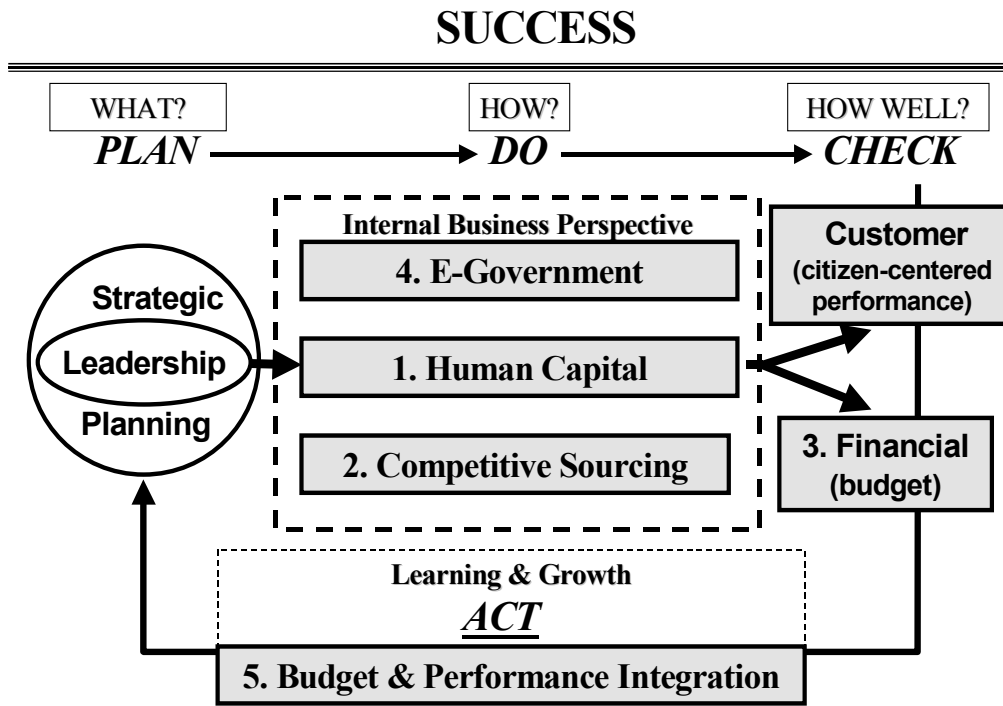 SUCCESS
WHAT?
HOW?
HOW WELL?
PLAN
DO
CHECK
Internal Business Perspective
4. E-Government
1. Human Capital
2. Competitive Sourcing
Strategic
Leadership
Planning
Customer
(citizen-centered
performance)
3. Financial
(budget)
Learning & Growth
ACT
5. Budget & Performance Integration